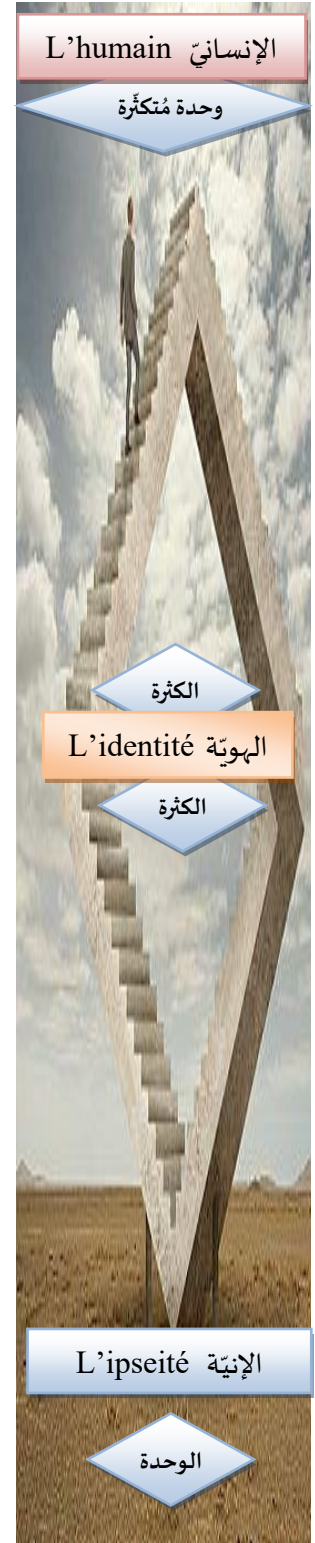 الإنسانيّ L'humain
وحدة مُتكثّرة
الكثرة
الهويّة L'identité
الكثرة
الإنيّة L'ipseité
الوحدة